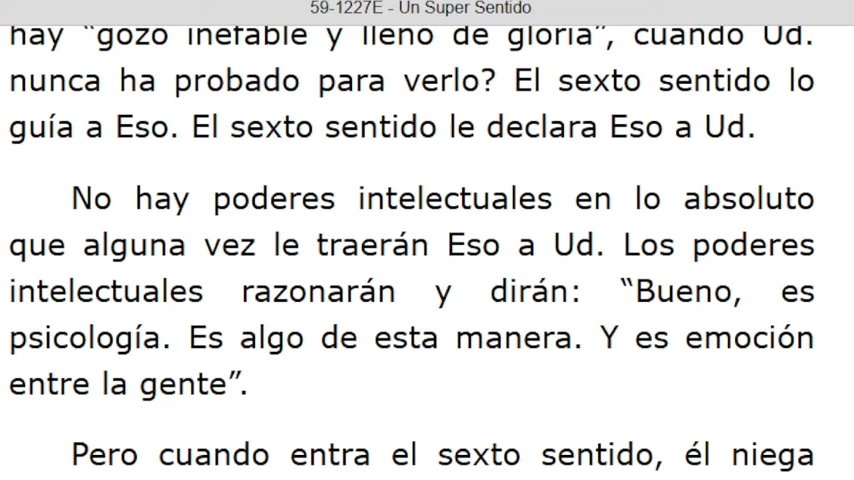 59-1227E - Un Super Sentido
hay “gozo inefable y lleno de gloria”, cuando Ud.
nunca ha probado para verlo? El sexto sentido lo
guía a Eso. El sexto sentido le declara Eso a Ud.
No hay poderes intelectuales en lo absoluto
que alguna vez le traerán Eso a Ud. Los poderes
intelectuales razonarán y dirán: “Bueno, es
psicología. Es algo de esta manera. Y es emoción
entre la gente”.
Pero cuando entra el sexto sentido, él niega